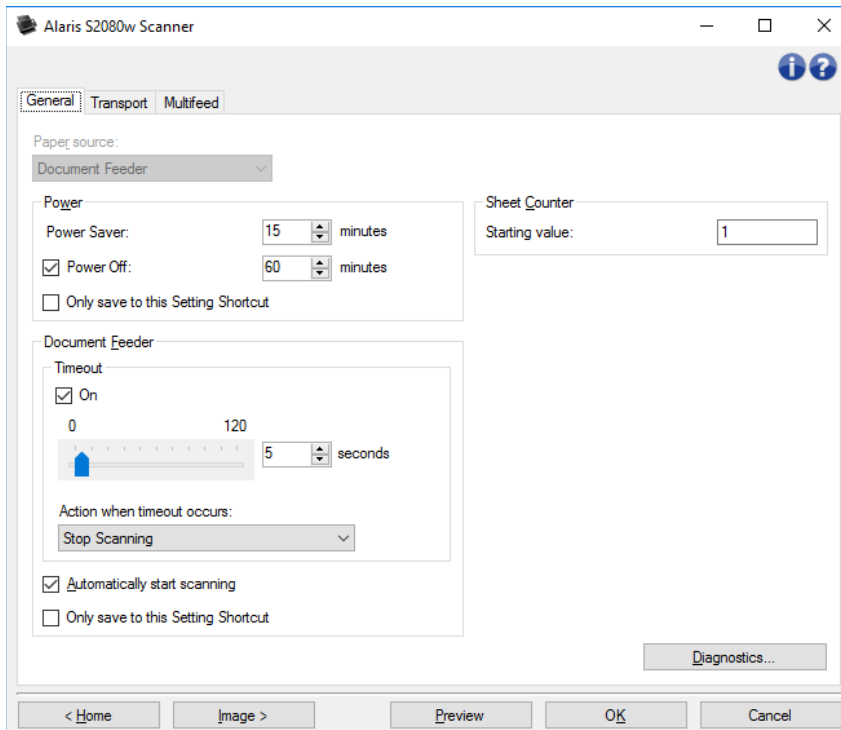 Alaris S2080w Scanner
General Transport Multifeed
Paper source:
Document Feeder
Power
Power Saver: 15 minutes
Power Off: 60 minutes
Only save to this Setting Shortcut
Sheet Counter
Starting value: 1
Document Feeder
Timeout
On
0 120
5 seconds
Action when timeout occurs:
Stop Scanning
Automatically start scanning
Only save to this Setting Shortcut
Diagnostics...
< Home Image > Preview OK Cancel